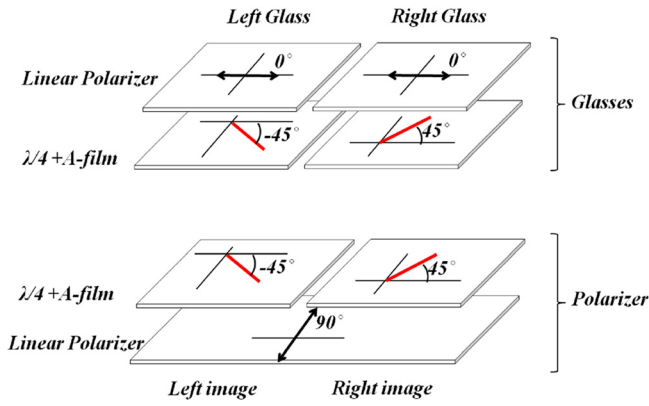 Left Glass Right Glass
Linear Polarizer 0° 0°
Glasses
λ/4 +A-film -45° 45°
λ/4 +A-film -45° 45°
Polarizer
Linear Polarizer 90°
Left image Right image